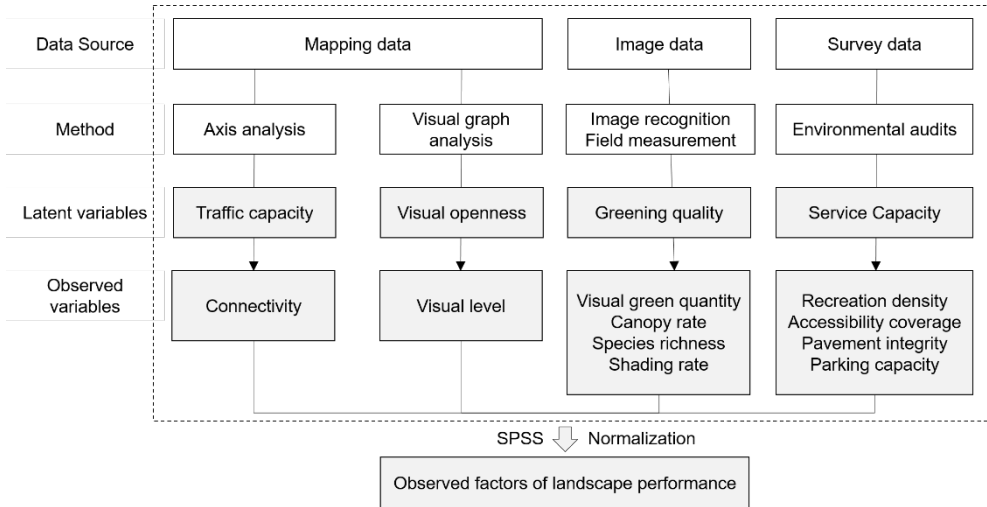 Data Source
Mapping data
Image data
Survey data
Method
Axis analysis
Visual graph
analysis
Image recognition
Field measurement
Environmental audits
Latent variables
Traffic capacity
Visual openness
Greening quality
Service Capacity
Observed
variables
Connectivity
Visual level
Visual green quantity
Canopy rate
Species richness
Shading rate
Recreation density
Accessibility coverage
Pavement integrity
Parking capacity
SPSS
Normalization
Observed factors of landscape performance